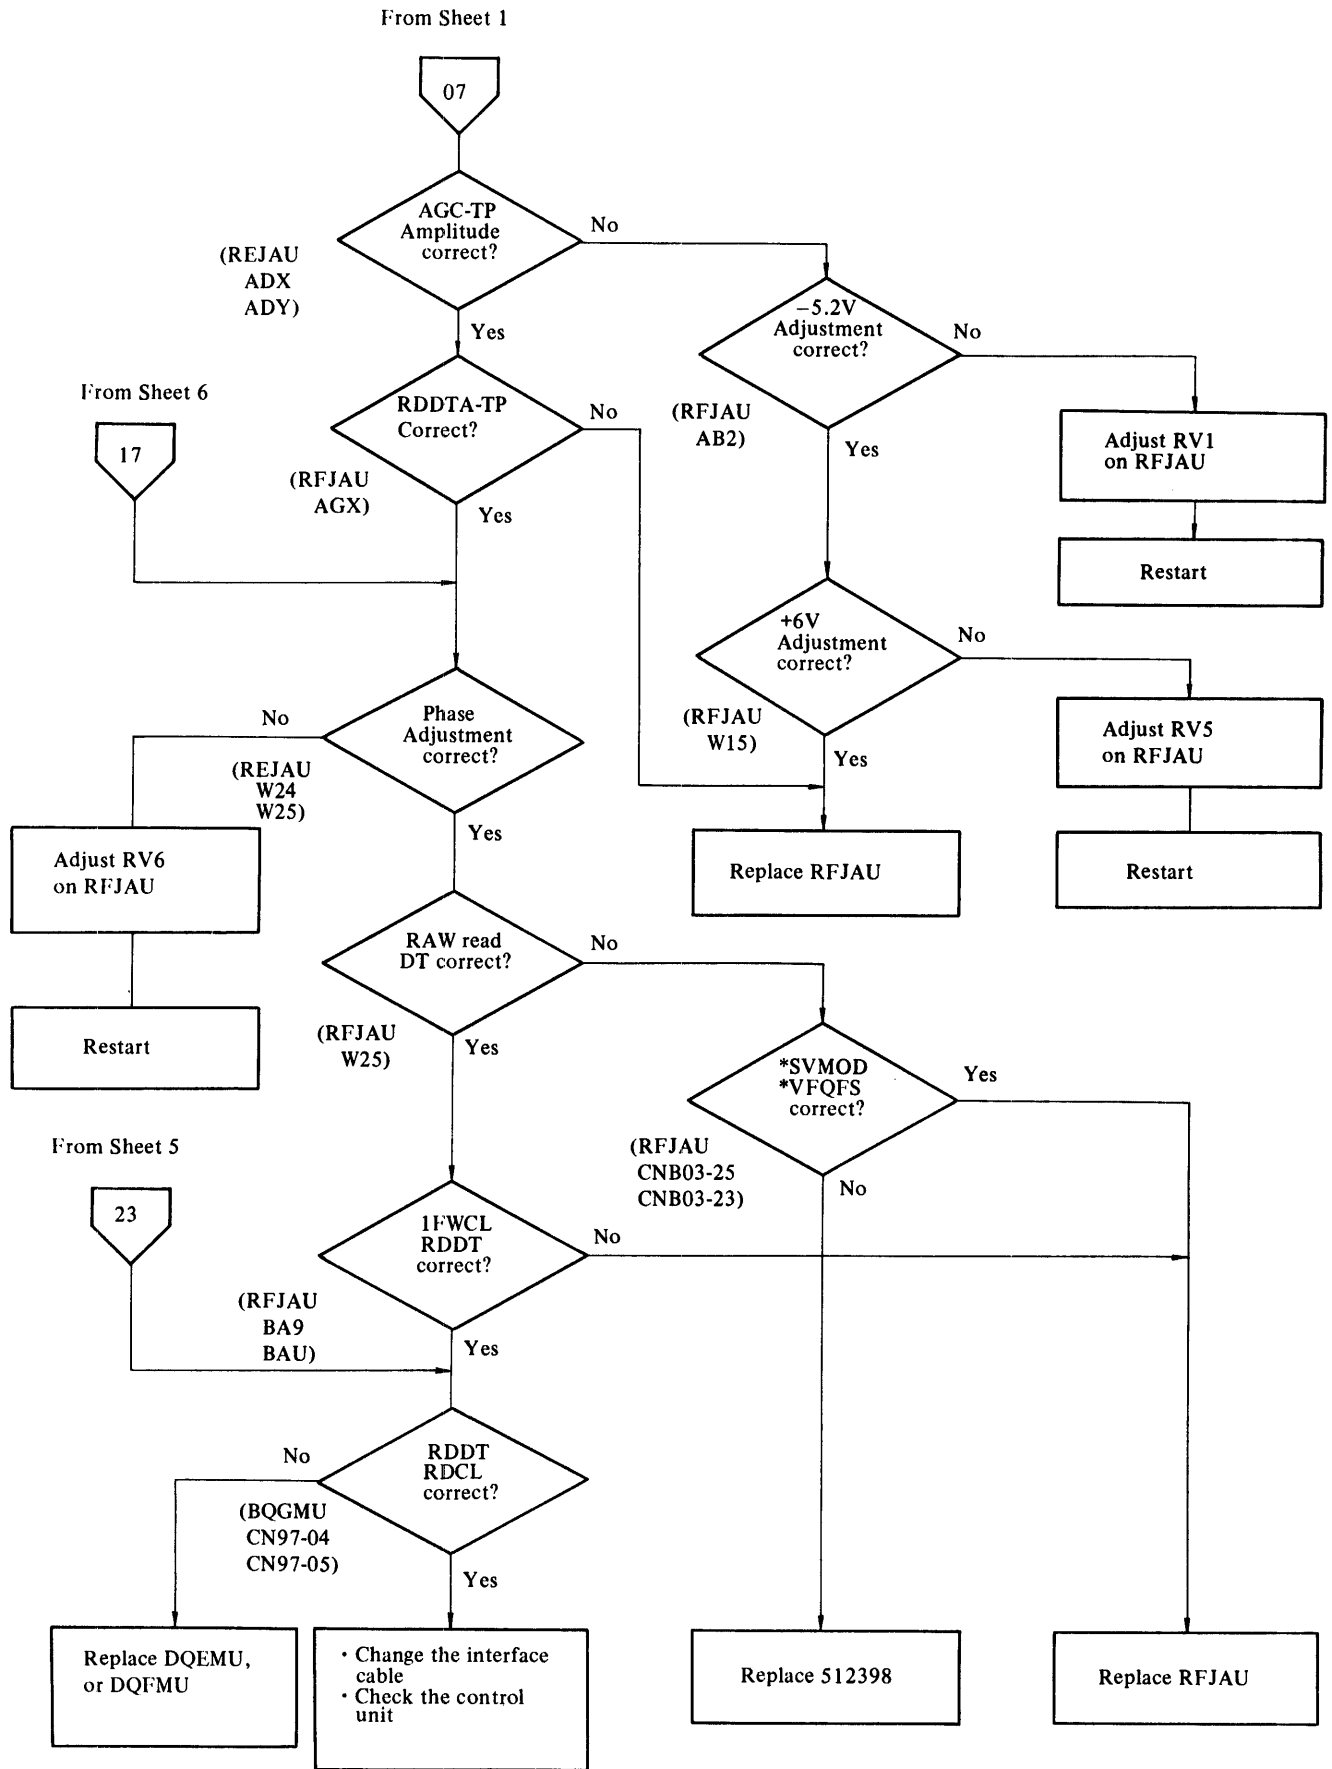 From Sheet 1
07
AGC-TP
Amplitude
correct?
No
(REJAU
ADX
ADY)
Yes
−5.2V
Adjustment
correct?
No
(RFJAU
AB2)
Yes
Adjust RV1
on RFJAU
Restart
From Sheet 6
17
RDDTA-TP
Correct?
No
(RFJAU
AGX)
Yes
+6V
Adjustment
correct?
No
(RFJAU
W15)
Yes
Adjust RV5
on RFJAU
Restart
Replace RFJAU
Phase
Adjustment
correct?
No
(REJAU
W24
W25)
Yes
Adjust RV6
on RFJAU
Restart
RAW read
DT correct?
No
(RFJAU
W25)
Yes
*SVMOD
*VFQFS
correct?
Yes
(RFJAU
CNB03-25
CNB03-23)
No
From Sheet 5
23
1FWCL
RDDT
correct?
No
(RFJAU
BA9
BAU)
Yes
RDDT
RDCL
correct?
No
(BQGMU
CN97-04
CN97-05)
Yes
Replace DQEMU,
or DQFMU
· Change the interface
cable
· Check the control
unit
Replace 512398
Replace RFJAU